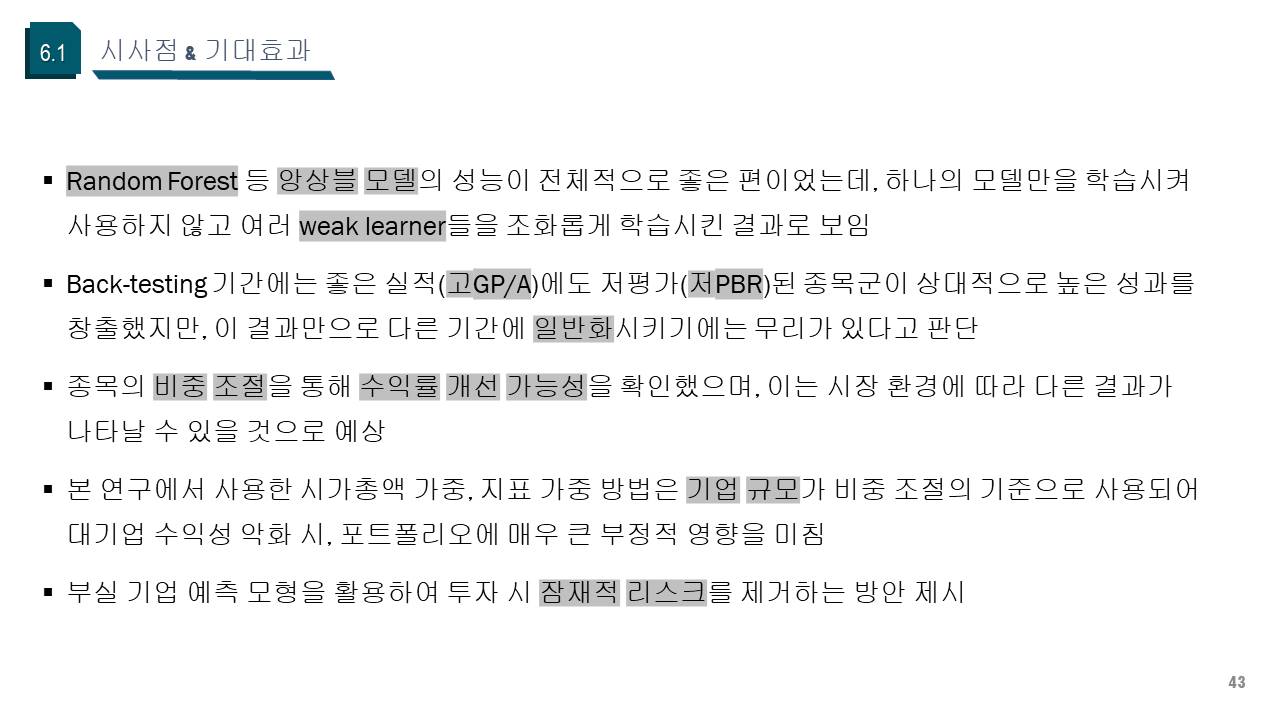 6.1 시사점 & 기대효과
▪ Random Forest 등 앙상블 모델의 성능이 전체적으로 좋은 편이었는데, 하나의 모델만을 학습시켜
사용하지 않고 여러 weak learner들을 조화롭게 학습시킨 결과로 보임
▪ Back-testing 기간에는 좋은 실적(고GP/A)에도 저평가(저PBR)된 종목군이 상대적으로 높은 성과를
창출했지만, 이 결과만으로 다른 기간에 일반화시키기에는 무리가 있다고 판단
▪ 종목의 비중 조절을 통해 수익률 개선 가능성을 확인했으며, 이는 시장 환경에 따라 다른 결과가
나타날 수 있을 것으로 예상
▪ 본 연구에서 사용한 시가총액 가중, 지표 가중 방법은 기업 규모가 비중 조절의 기준으로 사용되어
대기업 수익성 악화 시, 포트폴리오에 매우 큰 부정적 영향을 미침
▪ 부실 기업 예측 모형을 활용하여 투자 시 잠재적 리스크를 제거하는 방안 제시
43